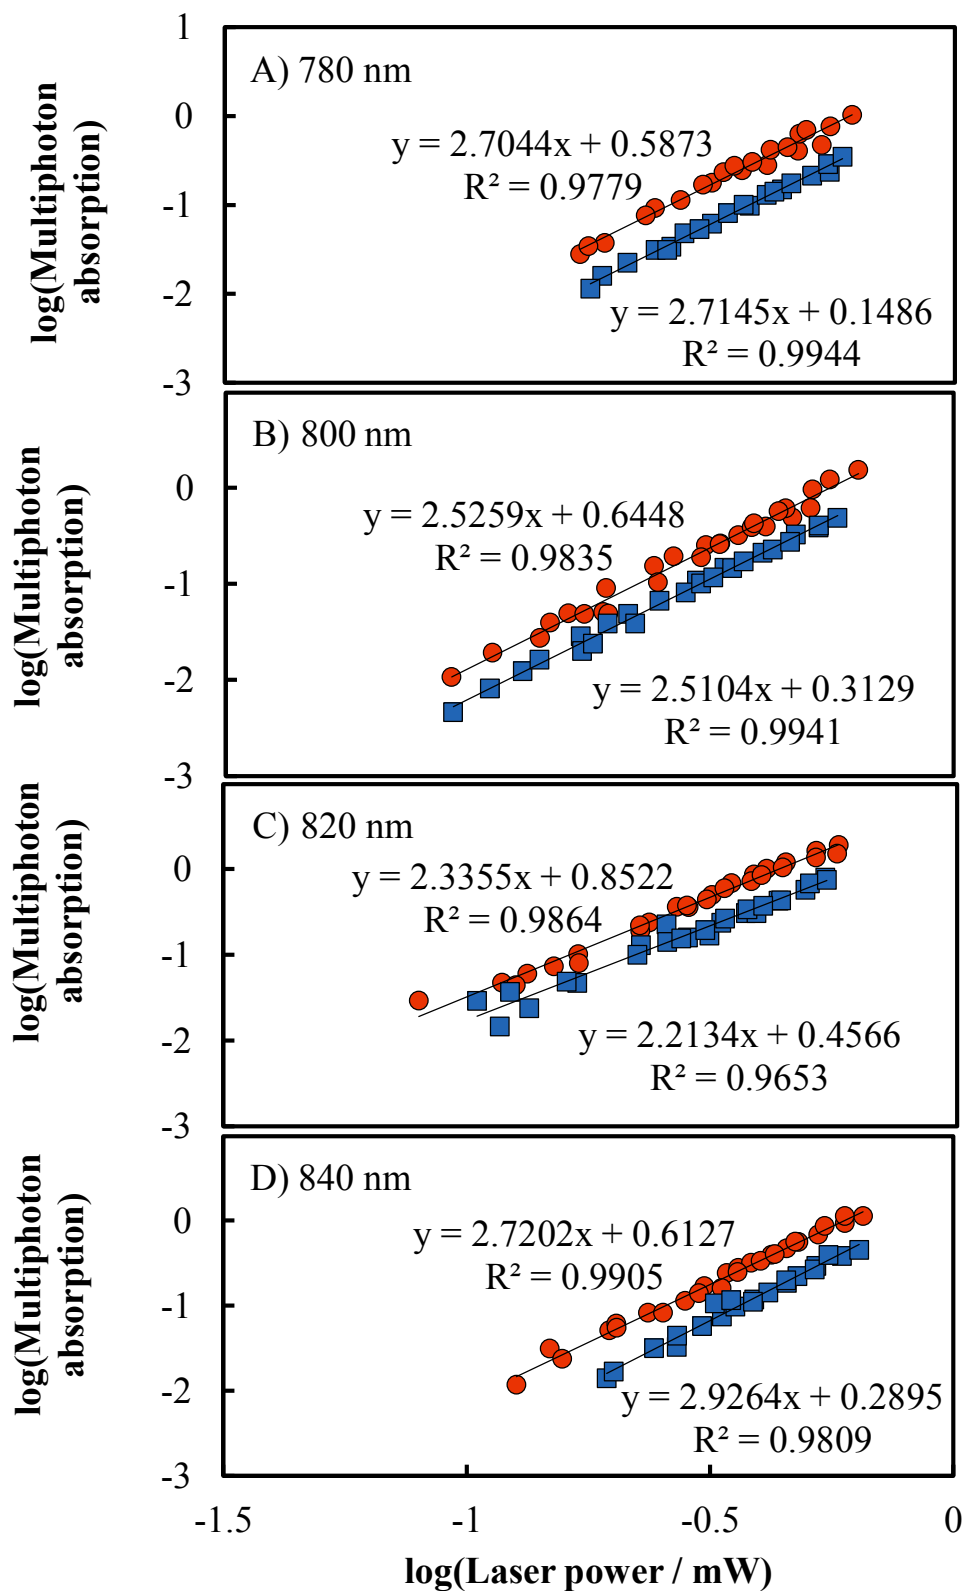 1
A) 780 nm
0
y = 2.7044x + 0.5873
R² = 0.9779
-1
-2
y = 2.7145x + 0.1486
R² = 0.9944
-3
log(Multiphoton
absorption)
B) 800 nm
0
y = 2.5259x + 0.6448
R² = 0.9835
-1
-2
y = 2.5104x + 0.3129
R² = 0.9941
-3
log(Multiphoton
absorption)
C) 820 nm
0
y = 2.3355x + 0.8522
R² = 0.9864
-1
-2
y = 2.2134x + 0.4566
R² = 0.9653
-3
log(Multiphoton
absorption)
D) 840 nm
0
y = 2.7202x + 0.6127
R² = 0.9905
-1
-2
y = 2.9264x + 0.2895
R² = 0.9809
-3
log(Multiphoton
absorption)
-1.5 -1 -0.5 0
log(Laser power / mW)